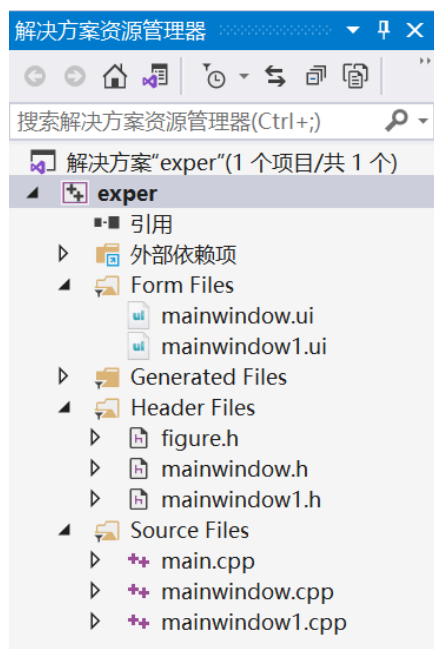 解决方案资源管理器
搜索解决方案资源管理器(Ctrl+;)
解决方案"exper"(1 个项目/共 1 个)
exper
引用
外部依赖项
Form Files
mainwindow.ui
mainwindow1.ui
Generated Files
Header Files
figure.h
mainwindow.h
mainwindow1.h
Source Files
main.cpp
mainwindow.cpp
mainwindow1.cpp